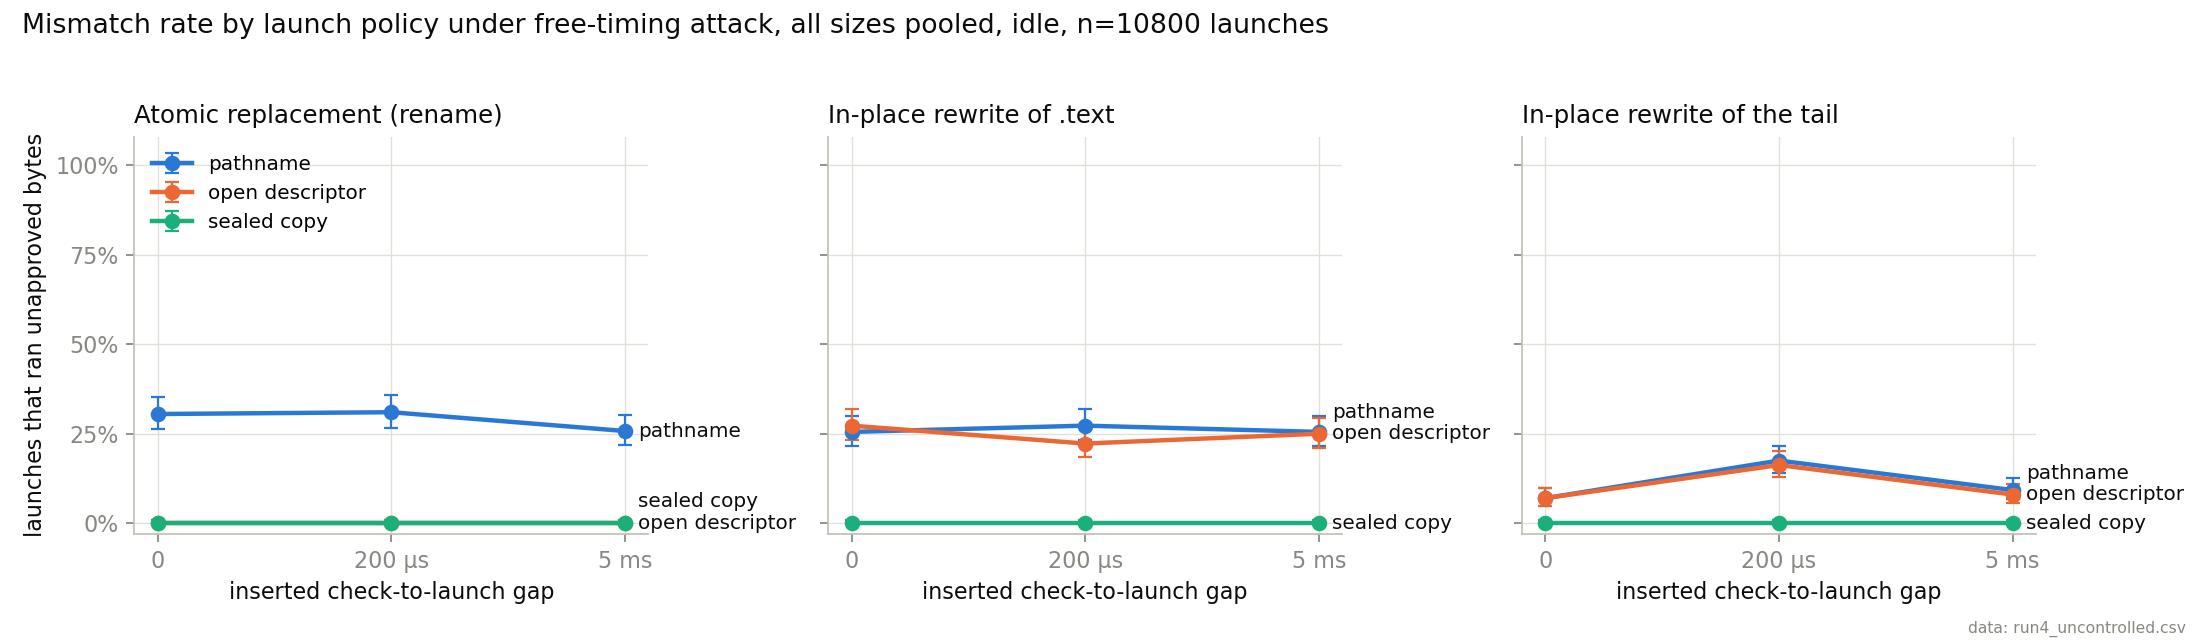 Mismatch rate by launch policy under free-timing attack, all sizes pooled, idle, n=10800 launches
Atomic replacement (rename)
launches that ran unapproved bytes
100%
75%
50%
25%
0%
pathname
open descriptor
sealed copy
pathname
sealed copy
open descriptor
0
200 µs
5 ms
inserted check-to-launch gap
In-place rewrite of .text
pathname
open descriptor
sealed copy
0
200 µs
5 ms
inserted check-to-launch gap
In-place rewrite of the tail
pathname
open descriptor
sealed copy
0
200 µs
5 ms
inserted check-to-launch gap
data: run4_uncontrolled.csv